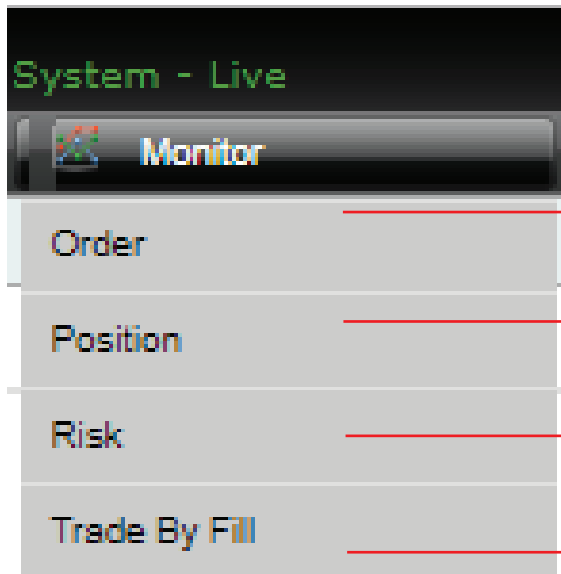 System - Live
Monitor
Order
Position
Risk
Trade By Fill